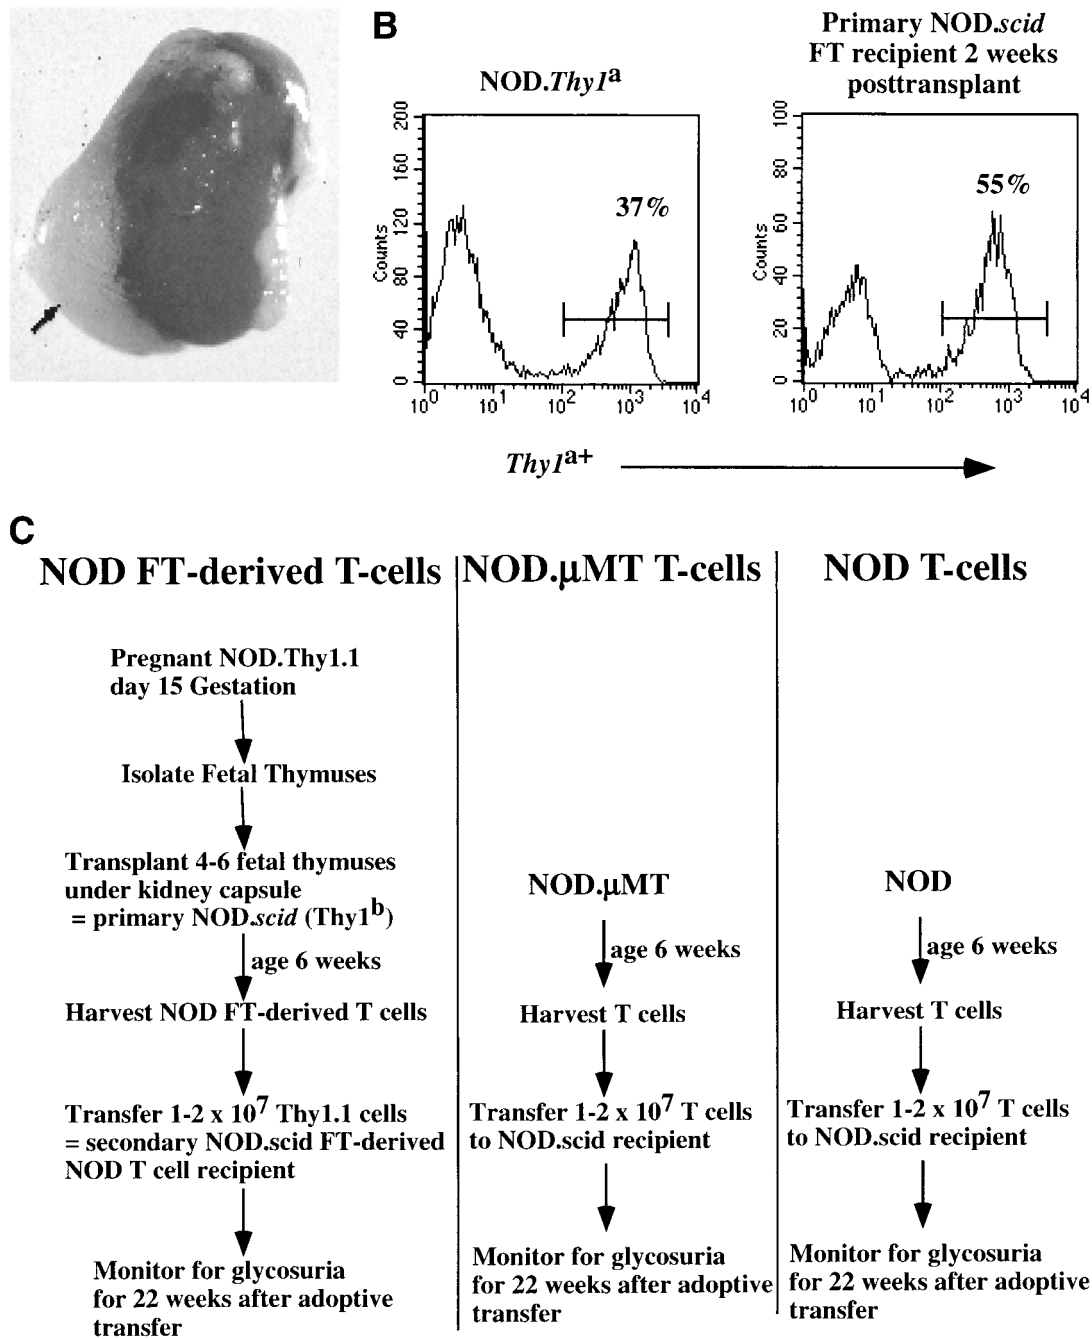 B
NOD.Thy1a
Primary NOD.scid
FT recipient 2 weeks
posttransplant
200
160
120
80
40
0
Counts
37%
10^0 10^1 10^2 10^3 10^4
100
80
60
40
20
0
Counts
55%
10^0 10^1 10^2 10^3 10^4
Thy1a+
C
NOD FT-derived T-cells
Pregnant NOD.Thy1.1
day 15 Gestation
Isolate Fetal Thymuses
Transplant 4-6 fetal thymuses
under kidney capsule
= primary NOD.scid (Thy1b)
age 6 weeks
Harvest NOD FT-derived T cells
Transfer 1-2 x 10^7 Thy1.1 cells
= secondary NOD.scid FT-derived
NOD T cell recipient
Monitor for glycosuria
for 22 weeks after adoptive
transfer
NOD.µMT T-cells
NOD.µMT
age 6 weeks
Harvest T cells
Transfer 1-2 x 10^7 T cells
to NOD.scid recipient
Monitor for glycosuria
for 22 weeks after adoptive
transfer
NOD T-cells
NOD
age 6 weeks
Harvest T cells
Transfer 1-2 x 10^7 T cells
to NOD.scid recipient
Monitor for glycosuria
for 22 weeks after adoptive
transfer